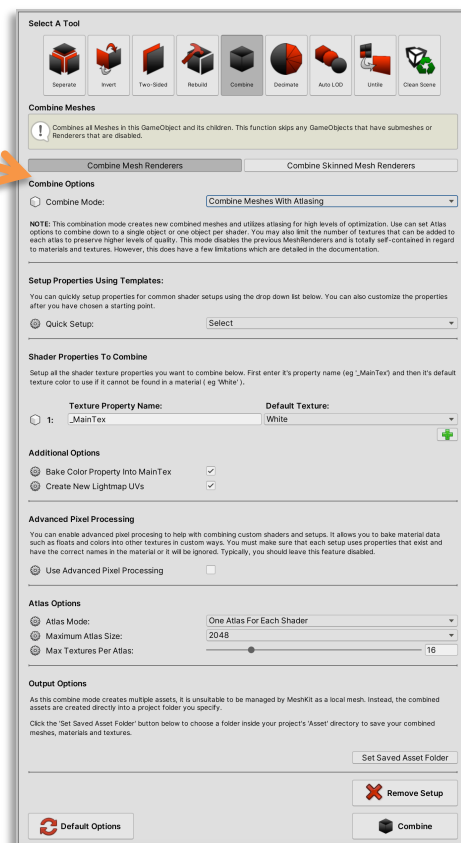 Select A Tool
Seperate
Invert
Two-Sided
Rebuild
Combine
Decimate
Auto LOD
Untile
Clean Scene
Combine Meshes
Combines all Meshes in this GameObject and its children. This function skips any GameObjects that have submeshes or
Renderers that are disabled.
Combine Mesh Renderers
Combine Skinned Mesh Renderers
Combine Options
Combine Mode: Combine Meshes With Atlasing
NOTE: This combination mode creates new combined meshes and utilizes atlasing for high levels of optimization. Use can set Atlas
options to combine down to a single object or one object per shader. You may also limit the number of textures that can be added to
each atlas to preserve higher levels of quality. This mode disables the previous MeshRenderers and is totally self-contained in regard
to materials and textures. However, this does have a few limitations which are detailed in the documentation.
Setup Properties Using Templates:
You can quickly setup properties for common shader setups using the drop down list below. You can also customize the properties
after you have chosen a starting point.
Quick Setup: Select
Shader Properties To Combine
Setup all the shader texture properties you want to combine below. First enter it's property name (eg '_MainTex') and then it's default
texture color to use if it cannot be found in a material ( eg 'White' ).
Texture Property Name: Default Texture:
1: _MainTex White
Additional Options
Bake Color Property Into MainTex
Create New Lightmap UVs
Advanced Pixel Processing
You can enable advanced pixel procesing to help with combining custom shaders and setups. It allows you to bake material data
such as floats and colors into other textures in custom ways. You must make sure that each setup uses properties that exist and
have the correct names in the material or it will be ignored. Typically, you should leave this feature disabled.
Use Advanced Pixel Processing
Atlas Options
Atlas Mode: One Atlas For Each Shader
Maximum Atlas Size: 2048
Max Textures Per Atlas: 16
Output Options
As this combine mode creates multiple assets, it is unsuitable to be managed by MeshKit as a local mesh. Instead, the combined
assets are created directly into a project folder you specify.
Click the 'Set Saved Asset Folder' button below to choose a folder inside your project's 'Asset' directory to save your combined
meshes, materials and textures.
Set Saved Asset Folder
Remove Setup
Default Options
Combine